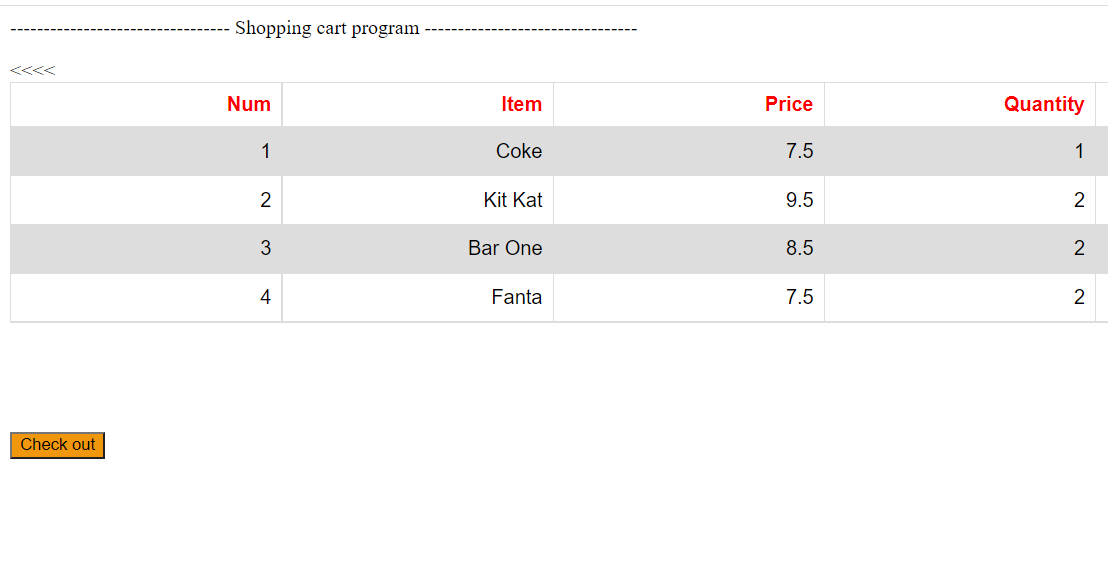 --------------------------------- Shopping cart program --------------------------------
<<<<
Num Item Price Quantity
1 Coke 7.5 1
2 Kit Kat 9.5 2
3 Bar One 8.5 2
4 Fanta 7.5 2
Check out